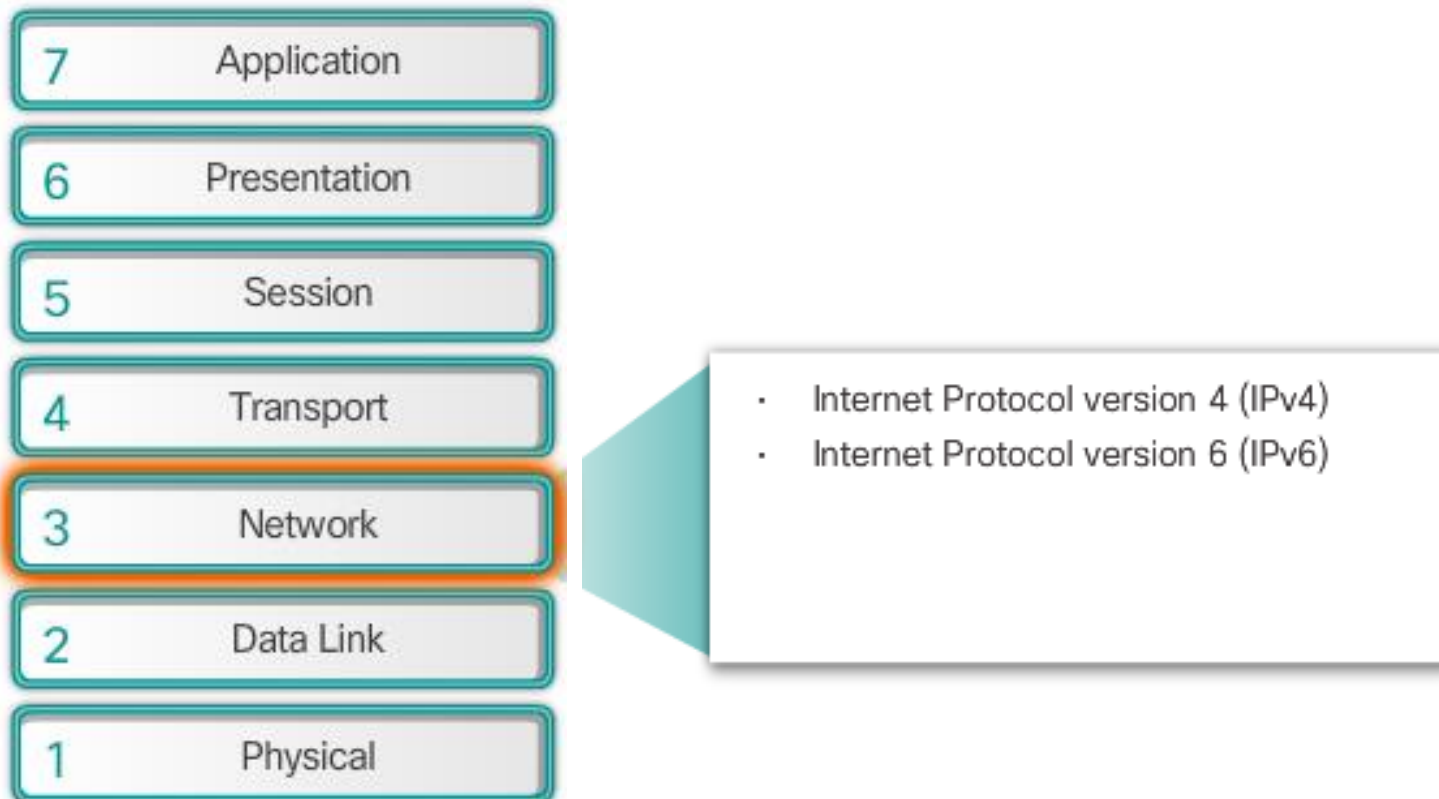 7 Application
6 Presentation
5 Session
4 Transport
3 Network
2 Data Link
1 Physical
· Internet Protocol version 4 (IPv4)
· Internet Protocol version 6 (IPv6)